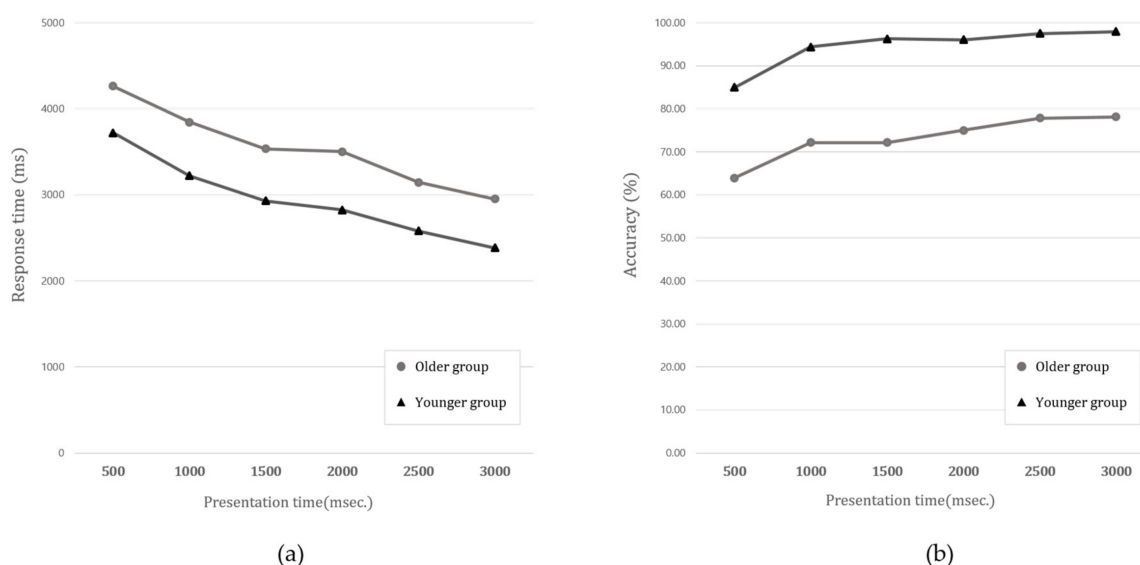 5000
4000
3000
2000
1000
0
Response time (ms)
500 1000 1500 2000 2500 3000
Presentation time(msec.)
Older group
Younger group
(a)
100.00
90.00
80.00
70.00
60.00
50.00
40.00
30.00
20.00
10.00
0.00
Accuracy (%)
500 1000 1500 2000 2500 3000
Presentation time(msec.)
Older group
Younger group
(b)